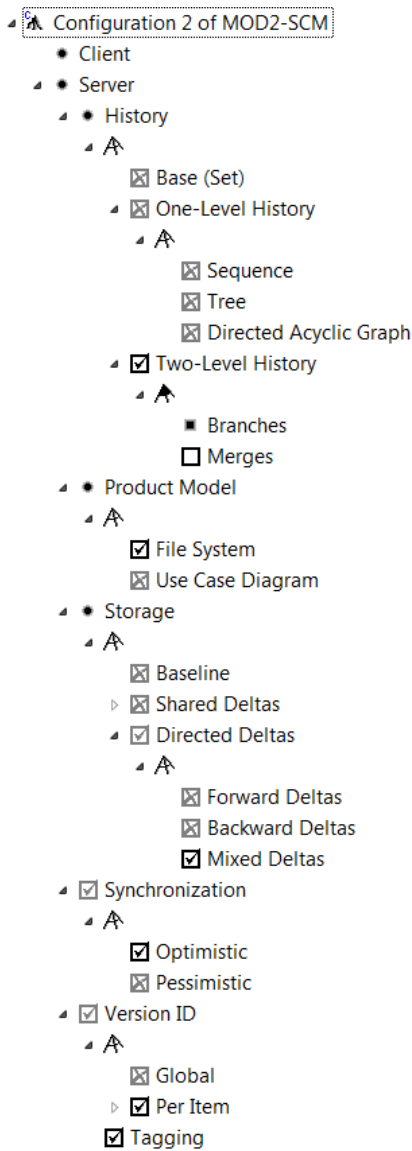 Configuration 2 of MOD2-SCM
Client
Server
History
Base (Set)
One-Level History
Sequence
Tree
Directed Acyclic Graph
Two-Level History
Branches
Merges
Product Model
File System
Use Case Diagram
Storage
Baseline
Shared Deltas
Directed Deltas
Forward Deltas
Backward Deltas
Mixed Deltas
Synchronization
Optimistic
Pessimistic
Version ID
Global
Per Item
Tagging